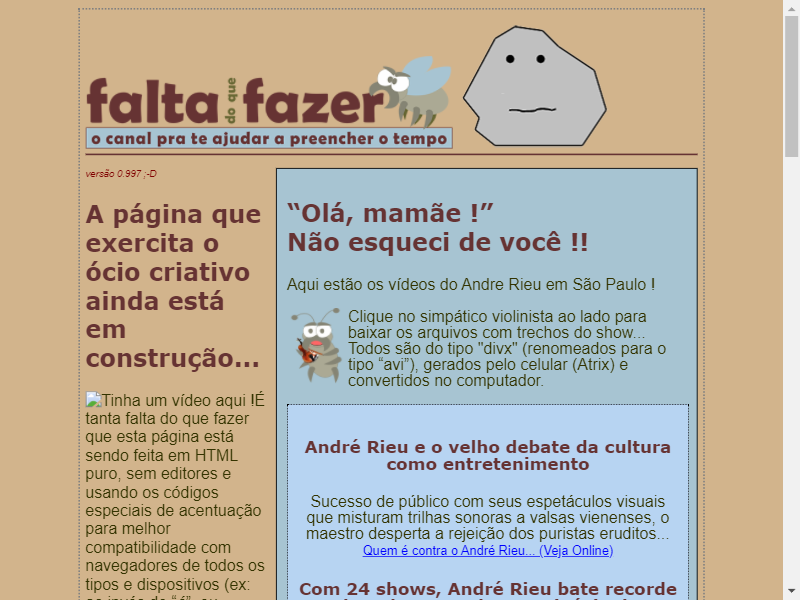 falta do que fazer
o canal pra te ajudar a preencher o tempo
versão 0.997 ;-D
A página que
exercita o
ócio criativo
ainda está
em
construção...
Tinha um vídeo aqui !É
tanta falta do que fazer
que esta página está
sendo feita em HTML
puro, sem editores e
usando os códigos
especiais de acentuação
para melhor
compatibilidade com
navegadores de todos os
tipos e dispositivos (ex:
“Olá, mamãe !”
Não esqueci de você !!
Aqui estão os vídeos do Andre Rieu em São Paulo !
Clique no simpático violinista ao lado para
baixar os arquivos com trechos do show...
Todos são do tipo "divx" (renomeados para o
tipo “avi”), gerados pelo celular (Atrix) e
convertidos no computador.
André Rieu e o velho debate da cultura
como entretenimento
Sucesso de público com seus espetáculos visuais
que misturam trilhas sonoras a valsas vienenses, o
maestro desperta a rejeição dos puristas eruditos...
Quem é contra o André Rieu... (Veja Online)
Com 24 shows, André Rieu bate recorde